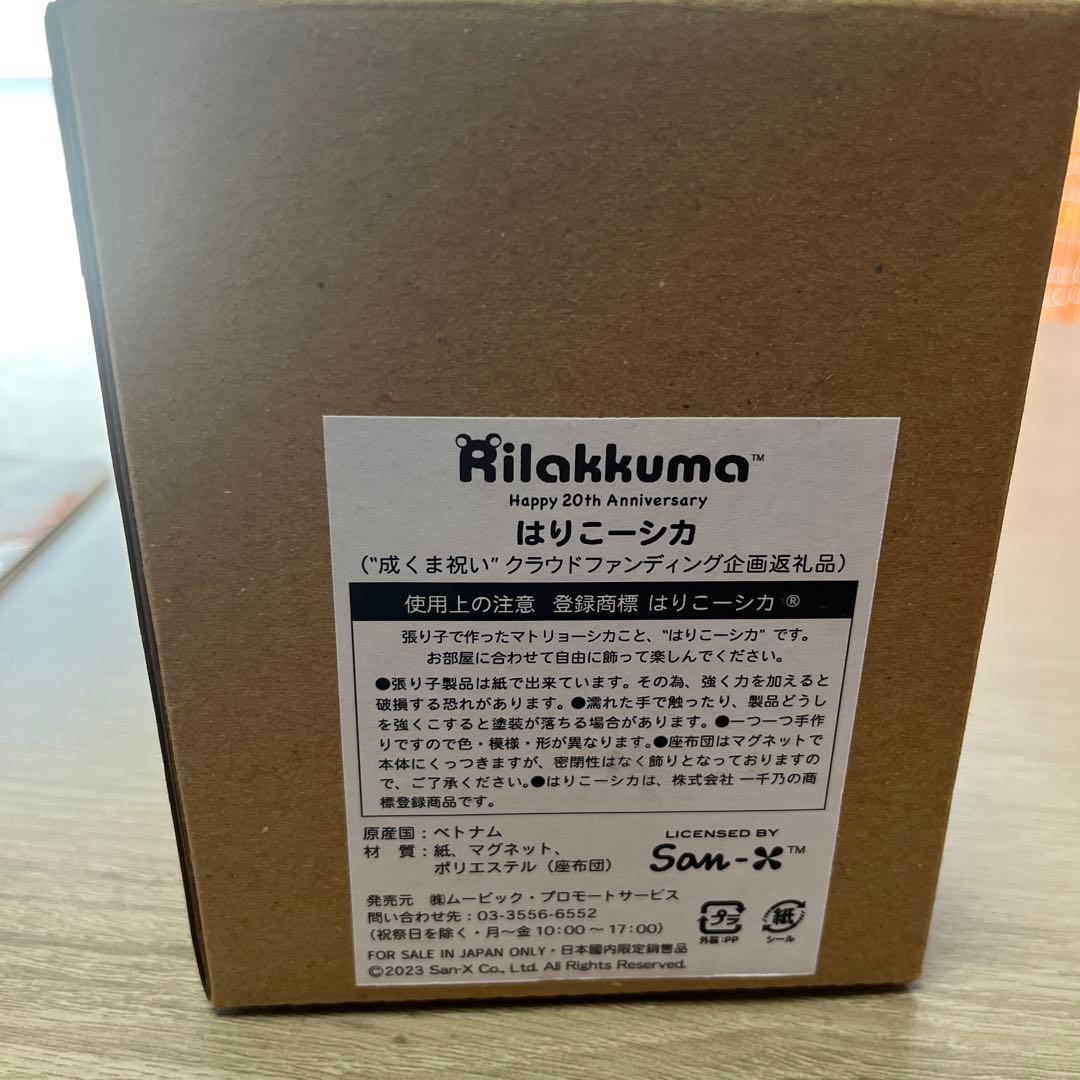 Rilakkuma™
Happy 20th Anniversary
はりこーシカ
("成くま祝い" クラウドファンディング企画返礼品)
使用上の注意 登録商標 はりこーシカ ®
張り子で作ったマトリョーシカこと、"はりこーシカ" です。
お部屋に合わせて自由に飾って楽しんでください。
●張り子製品は紙で出来ています。その為、強く力を加えると
破損する恐れがあります。●濡れた手で触ったり、製品どうし
を強くこすると塗装が落ちる場合があります。●一つ一つ手作
りですので色・模様・形が異なります。●座布団はマグネットで
本体にくっつきますが、密閉性はなく飾りとなっておりますの
で、ご了承ください。●はりこーシカは、株式会社 一千乃の商
標登録商品です。
原産国：ベトナム
材　質：紙、マグネット、
ポリエステル（座布団）
LICENSED BY
San-X™
発売元　㈱ムービック・プロモートサービス
問い合わせ先：03-3556-6552
（祝祭日を除く・月〜金 10:00 〜 17:00）
プラ
外装:PP
紙
シール
FOR SALE IN JAPAN ONLY・日本國内限定銷售品
©2023 San-X Co., Ltd. All Rights Reserved.